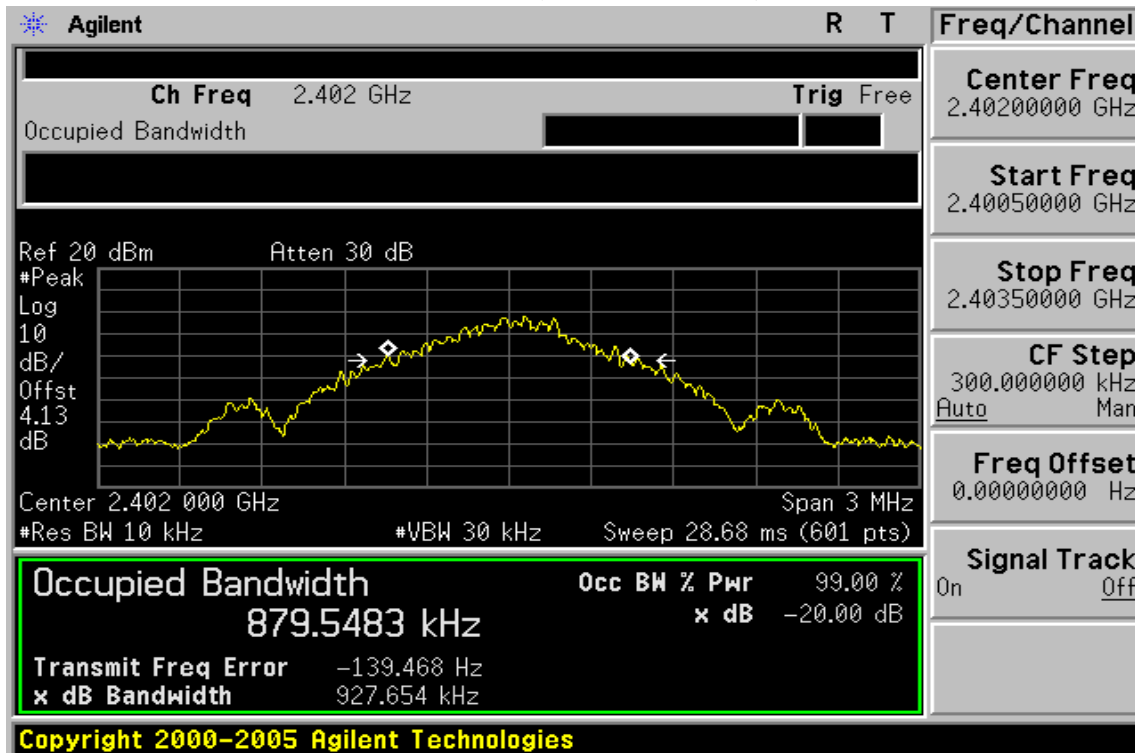 Agilent R T
Ch Freq 2.402 GHz Trig Free
Occupied Bandwidth
Ref 20 dBm Atten 30 dB
#Peak
Log
10
dB/
Offst
4.13
dB
Center 2.402 000 GHz Span 3 MHz
#Res BW 10 kHz #VBW 30 kHz Sweep 28.68 ms (601 pts)
Occupied Bandwidth
879.5483 kHz
Occ BW % Pwr 99.00 %
x dB -20.00 dB
Transmit Freq Error -139.468 Hz
x dB Bandwidth 927.654 kHz
Copyright 2000-2005 Agilent Technologies
Freq/Channel
Center Freq
2.40200000 GHz
Start Freq
2.40050000 GHz
Stop Freq
2.40350000 GHz
CF Step
300.000000 kHz
Auto Man
Freq Offset
0.00000000 Hz
Signal Track
On Off